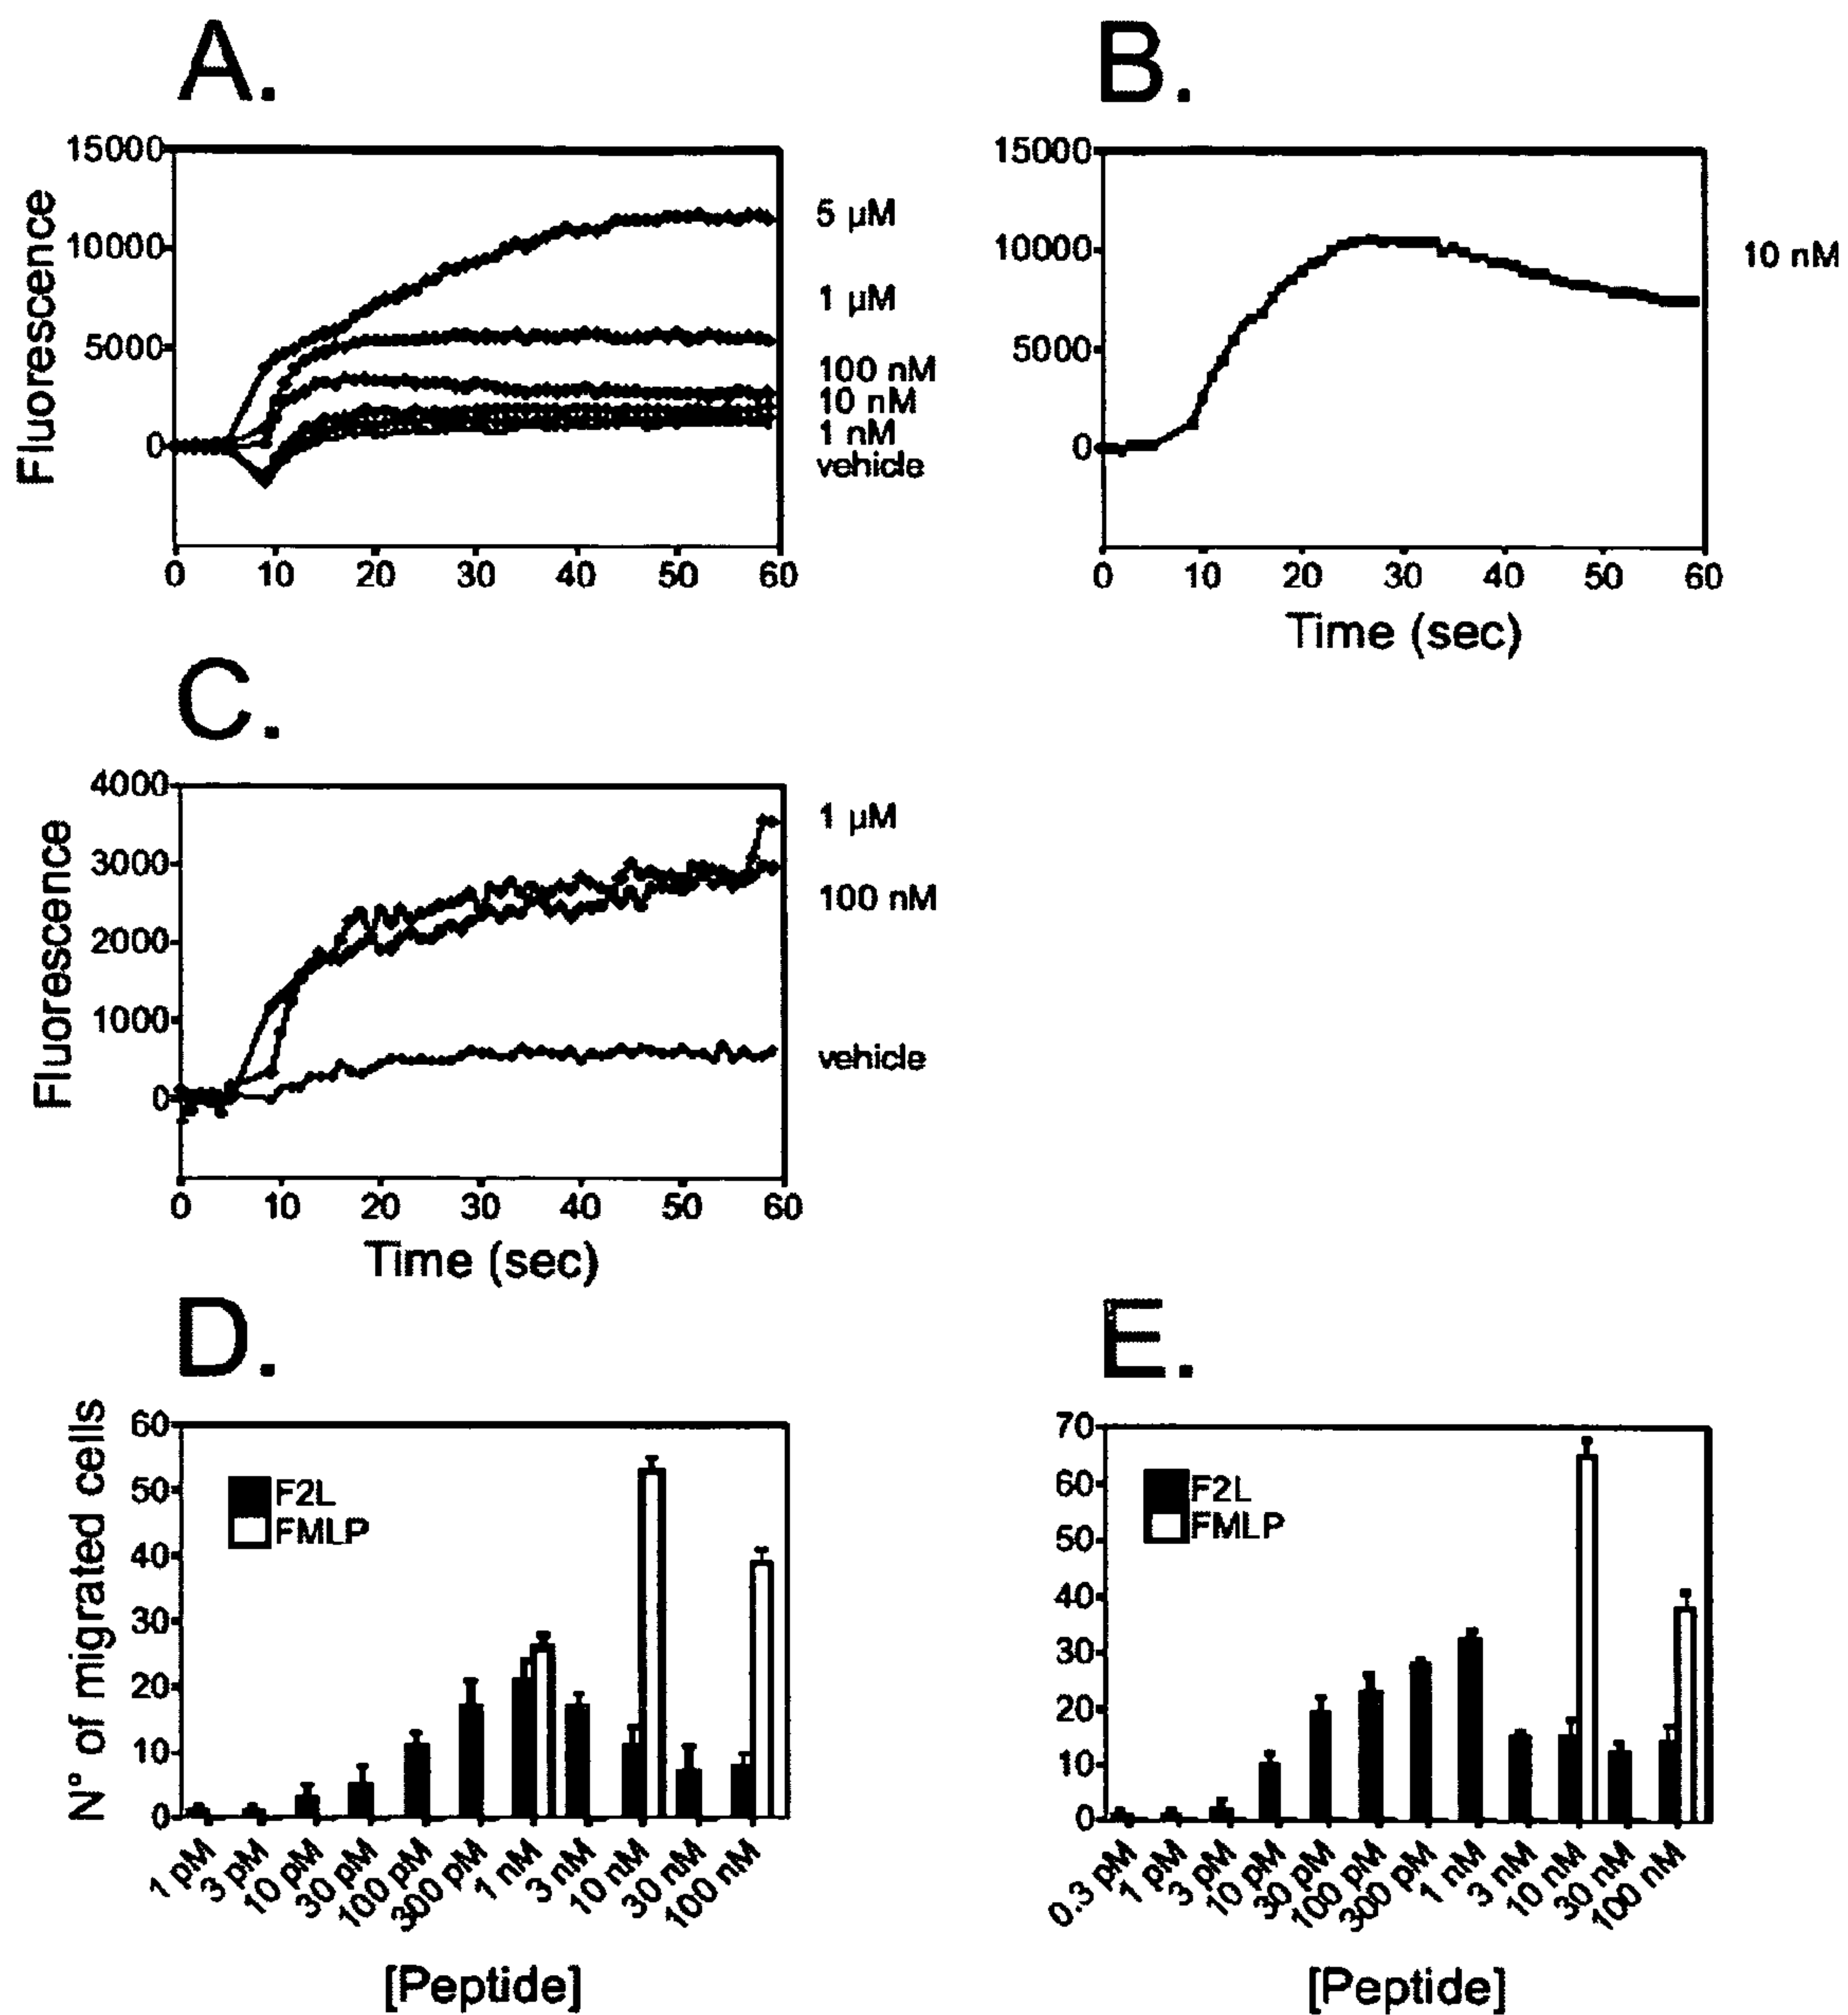 A.
15000
10000
5000
0
Fluorescence
0 10 20 30 40 50 60
5 µM
1 µM
100 nM
10 nM
1 nM
vehicle
B.
15000
10000
5000
0
0 10 20 30 40 50 60
Time (sec)
10 nM
C.
4000
3000
2000
1000
0
Fluorescence
0 10 20 30 40 50 60
Time (sec)
1 µM
100 nM
vehicle
D.
60
50
40
30
20
10
0
N° of migrated cells
F2L
FMLP
1 pM
3 pM
10 pM
30 pM
100 pM
300 pM
1 nM
3 nM
10 nM
30 nM
100 nM
[Peptide]
E.
70
60
50
40
30
20
10
0
F2L
FMLP
0.3 pM
1 pM
3 pM
10 pM
30 pM
100 pM
300 pM
1 nM
3 nM
10 nM
30 nM
100 nM
[Peptide]